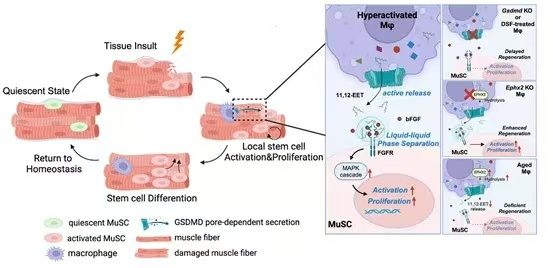 Tissue Insult
Quiescent State
Local stem cell
Activation&Proliferation
Return to
Homeostasis
Stem cell Differention
quiescent MuSC
GSDMD pore-dependent secretion
activated MuSC
muscle fiber
macrophage
damaged muscle fiber
Hyperactivated
Mφ
11,12-EET
active release
bFGF
Liquid-liquid
Phase Separation
FGFR
MAPK
cascade
Activation
Proliferation
MuSC
Gsdmd KO
or
DSF-treated
Mφ
Delayed
Regeneration
MuSC
Activation
Proliferation
Ephx2 KO
Mφ
EPHX2
Hydrolysis
Enhanced
Regeneration
MuSC
Activation
Proliferation
Aged
Mφ
EPHX2
Hydrolysis
11,12-EET
release
Deficient
Regeneration
MuSC
Activation
Proliferation